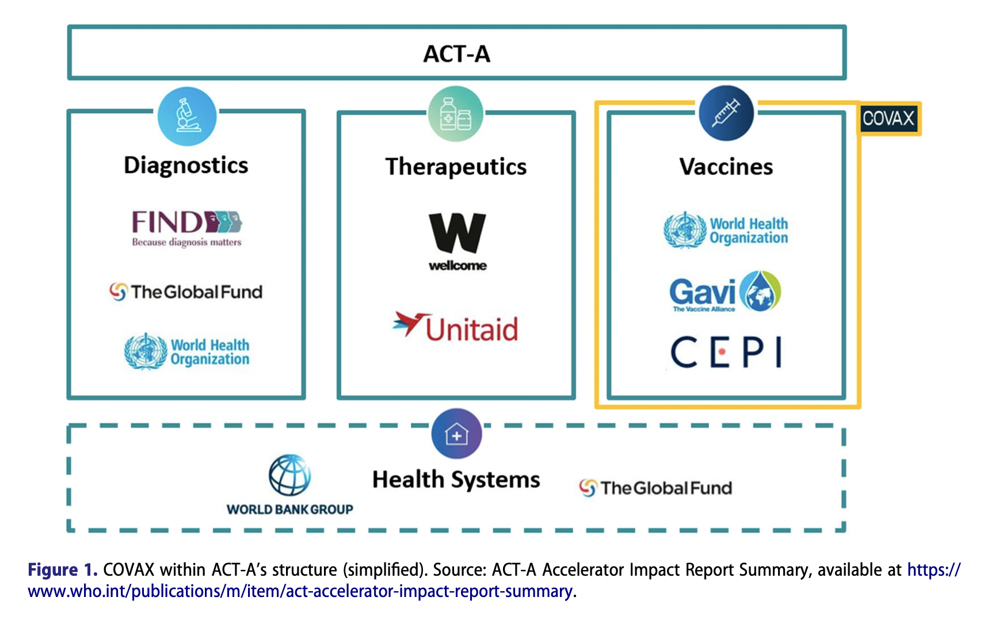 ACT-A
COVAX
Diagnostics
FIND
Because diagnosis matters
The Global Fund
World Health
Organization
Therapeutics
W
wellcome
Unitaid
Vaccines
World Health
Organization
Gavi
The Vaccine Alliance
CEPI
Health Systems
WORLD BANK GROUP
The Global Fund
Figure 1. COVAX within ACT-A’s structure (simplified). Source: ACT-A Accelerator Impact Report Summary, available at https://
www.who.int/publications/m/item/act-accelerator-impact-report-summary.